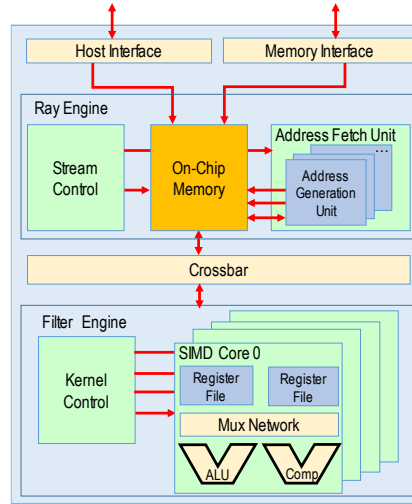 Host Interface
Memory Interface
Ray Engine
Address Fetch Unit
Stream
Control
On-Chip
Memory
...
Address
Generation
Unit
Crossbar
Filter Engine
SIMD Core 0
Kernel
Control
Register
File
Register
File
Mux Network
ALU
Comp